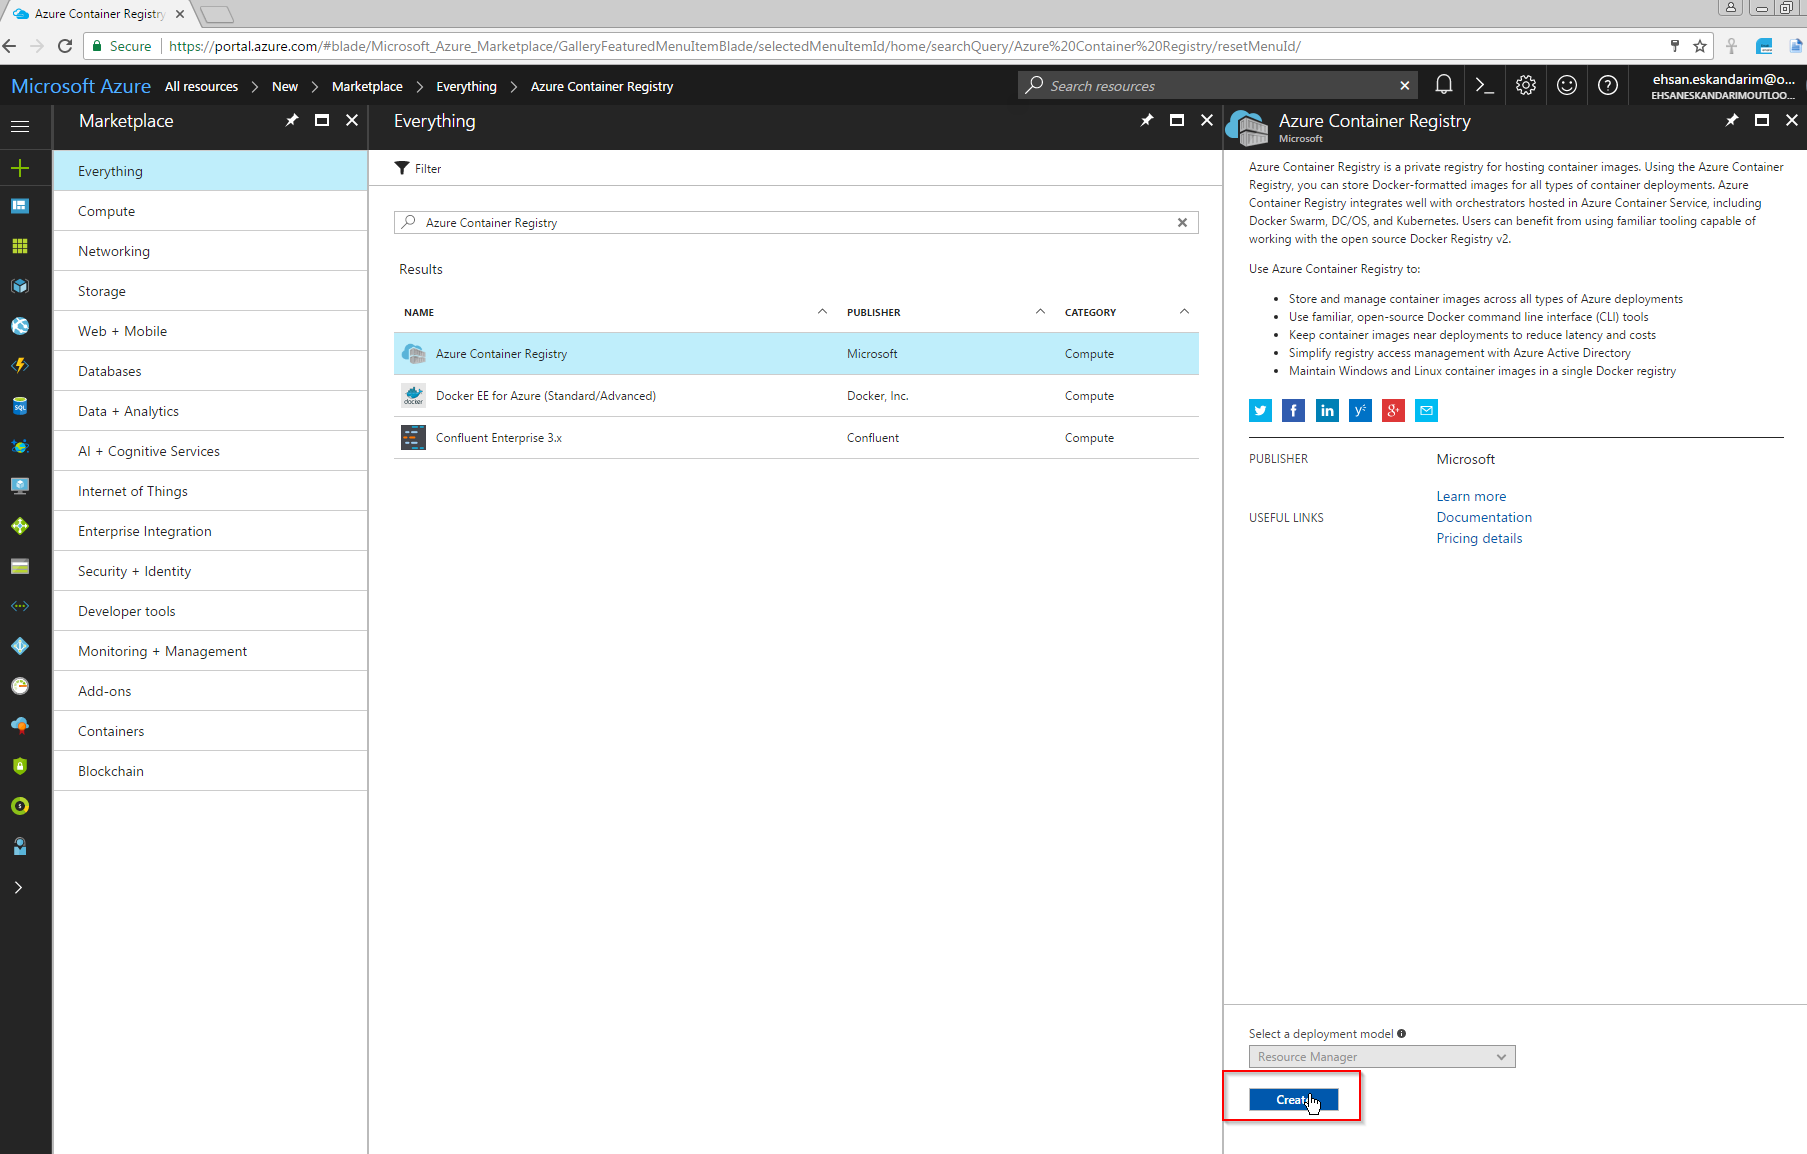 Azure Container Registry
Secure
https://portal.azure.com/#blade/Microsoft_Azure_Marketplace/GalleryFeaturedMenuItemBlade/selectedMenuItemId/home/searchQuery/Azure%20Container%20Registry/resetMenuId/
Microsoft Azure
All resources
New
Marketplace
Everything
Azure Container Registry
Search resources
ehsan.eskandarim@o...
EHSANESKANDARIMOUTLOO...
Marketplace
Everything
Compute
Networking
Storage
Web + Mobile
Databases
Data + Analytics
AI + Cognitive Services
Internet of Things
Enterprise Integration
Security + Identity
Developer tools
Monitoring + Management
Add-ons
Containers
Blockchain
Everything
Filter
Azure Container Registry
Results
NAME PUBLISHER CATEGORY
Azure Container Registry Microsoft Compute
Docker EE for Azure (Standard/Advanced) Docker, Inc. Compute
Confluent Enterprise 3.x Confluent Compute
Azure Container Registry
Microsoft
Azure Container Registry is a private registry for hosting container images. Using the Azure Container
Registry, you can store Docker-formatted images for all types of container deployments. Azure
Container Registry integrates well with orchestrators hosted in Azure Container Service, including
Docker Swarm, DC/OS, and Kubernetes. Users can benefit from using familiar tooling capable of
working with the open source Docker Registry v2.
Use Azure Container Registry to:
Store and manage container images across all types of Azure deployments
Use familiar, open-source Docker command line interface (CLI) tools
Keep container images near deployments to reduce latency and costs
Simplify registry access management with Azure Active Directory
Maintain Windows and Linux container images in a single Docker registry
PUBLISHER Microsoft
USEFUL LINKS
Learn more
Documentation
Pricing details
Select a deployment model
Resource Manager
Create